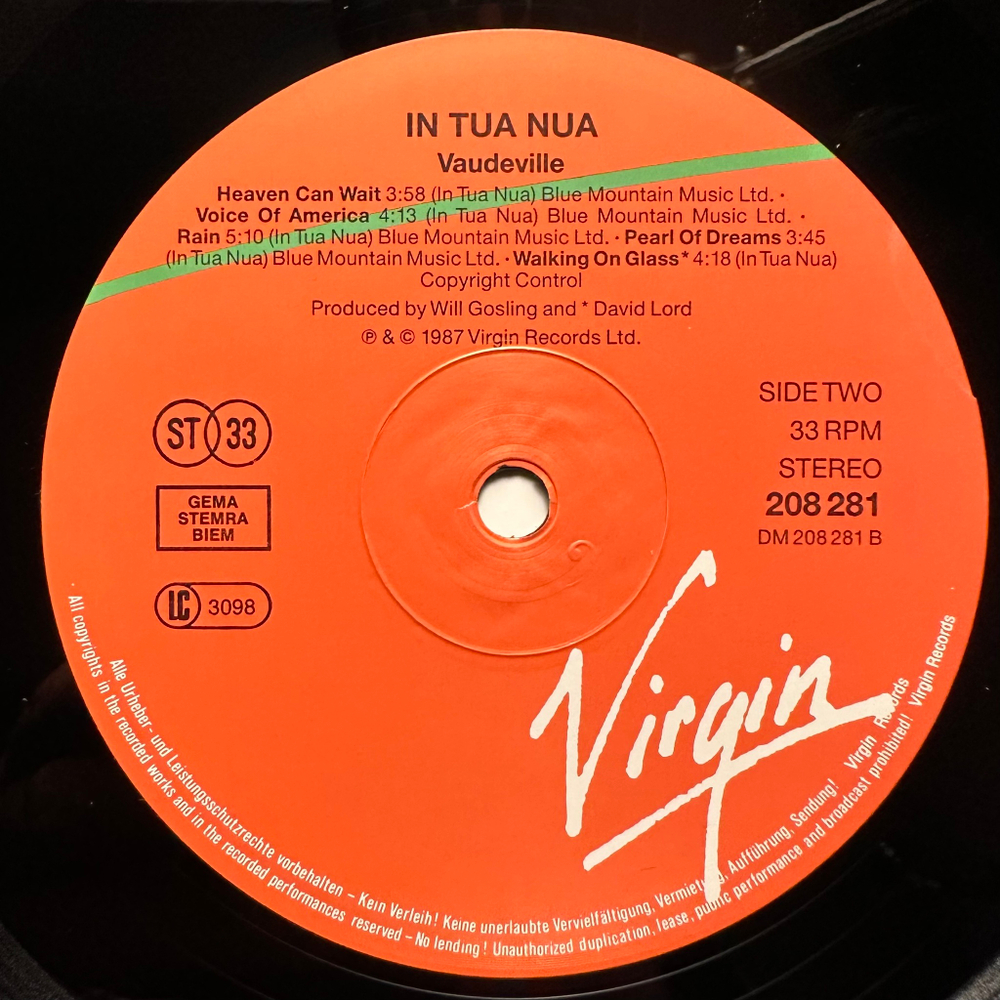 IN TUA NUA
Vaudeville
Heaven Can Wait 3:58 (In Tua Nua) Blue Mountain Music Ltd. ·
Voice Of America 4:13 (In Tua Nua) Blue Mountain Music Ltd. ·
Rain 5:10 (In Tua Nua) Blue Mountain Music Ltd. · Pearl Of Dreams 3:45
(In Tua Nua) Blue Mountain Music Ltd. · Walking On Glass* 4:18 (In Tua Nua)
Copyright Control
Produced by Will Gosling and * David Lord
℗ & © 1987 Virgin Records Ltd.
ST 33
GEMA
STEMRA
BIEM
LC 3098
SIDE TWO
33 RPM
STEREO
208 281
DM 208 281 B
Virgin
Alle Urheber- und Leistungsschutzrechte vorbehalten – Kein Verleih! Keine unerlaubte Vervielfältigung, Vermietung, Aufführung, Sendung! Virgin Records
· All copyrights in the recorded works and in the recorded performances reserved – No lending! Unauthorized duplication, lease, public performance and broadcast prohibited! Virgin Records